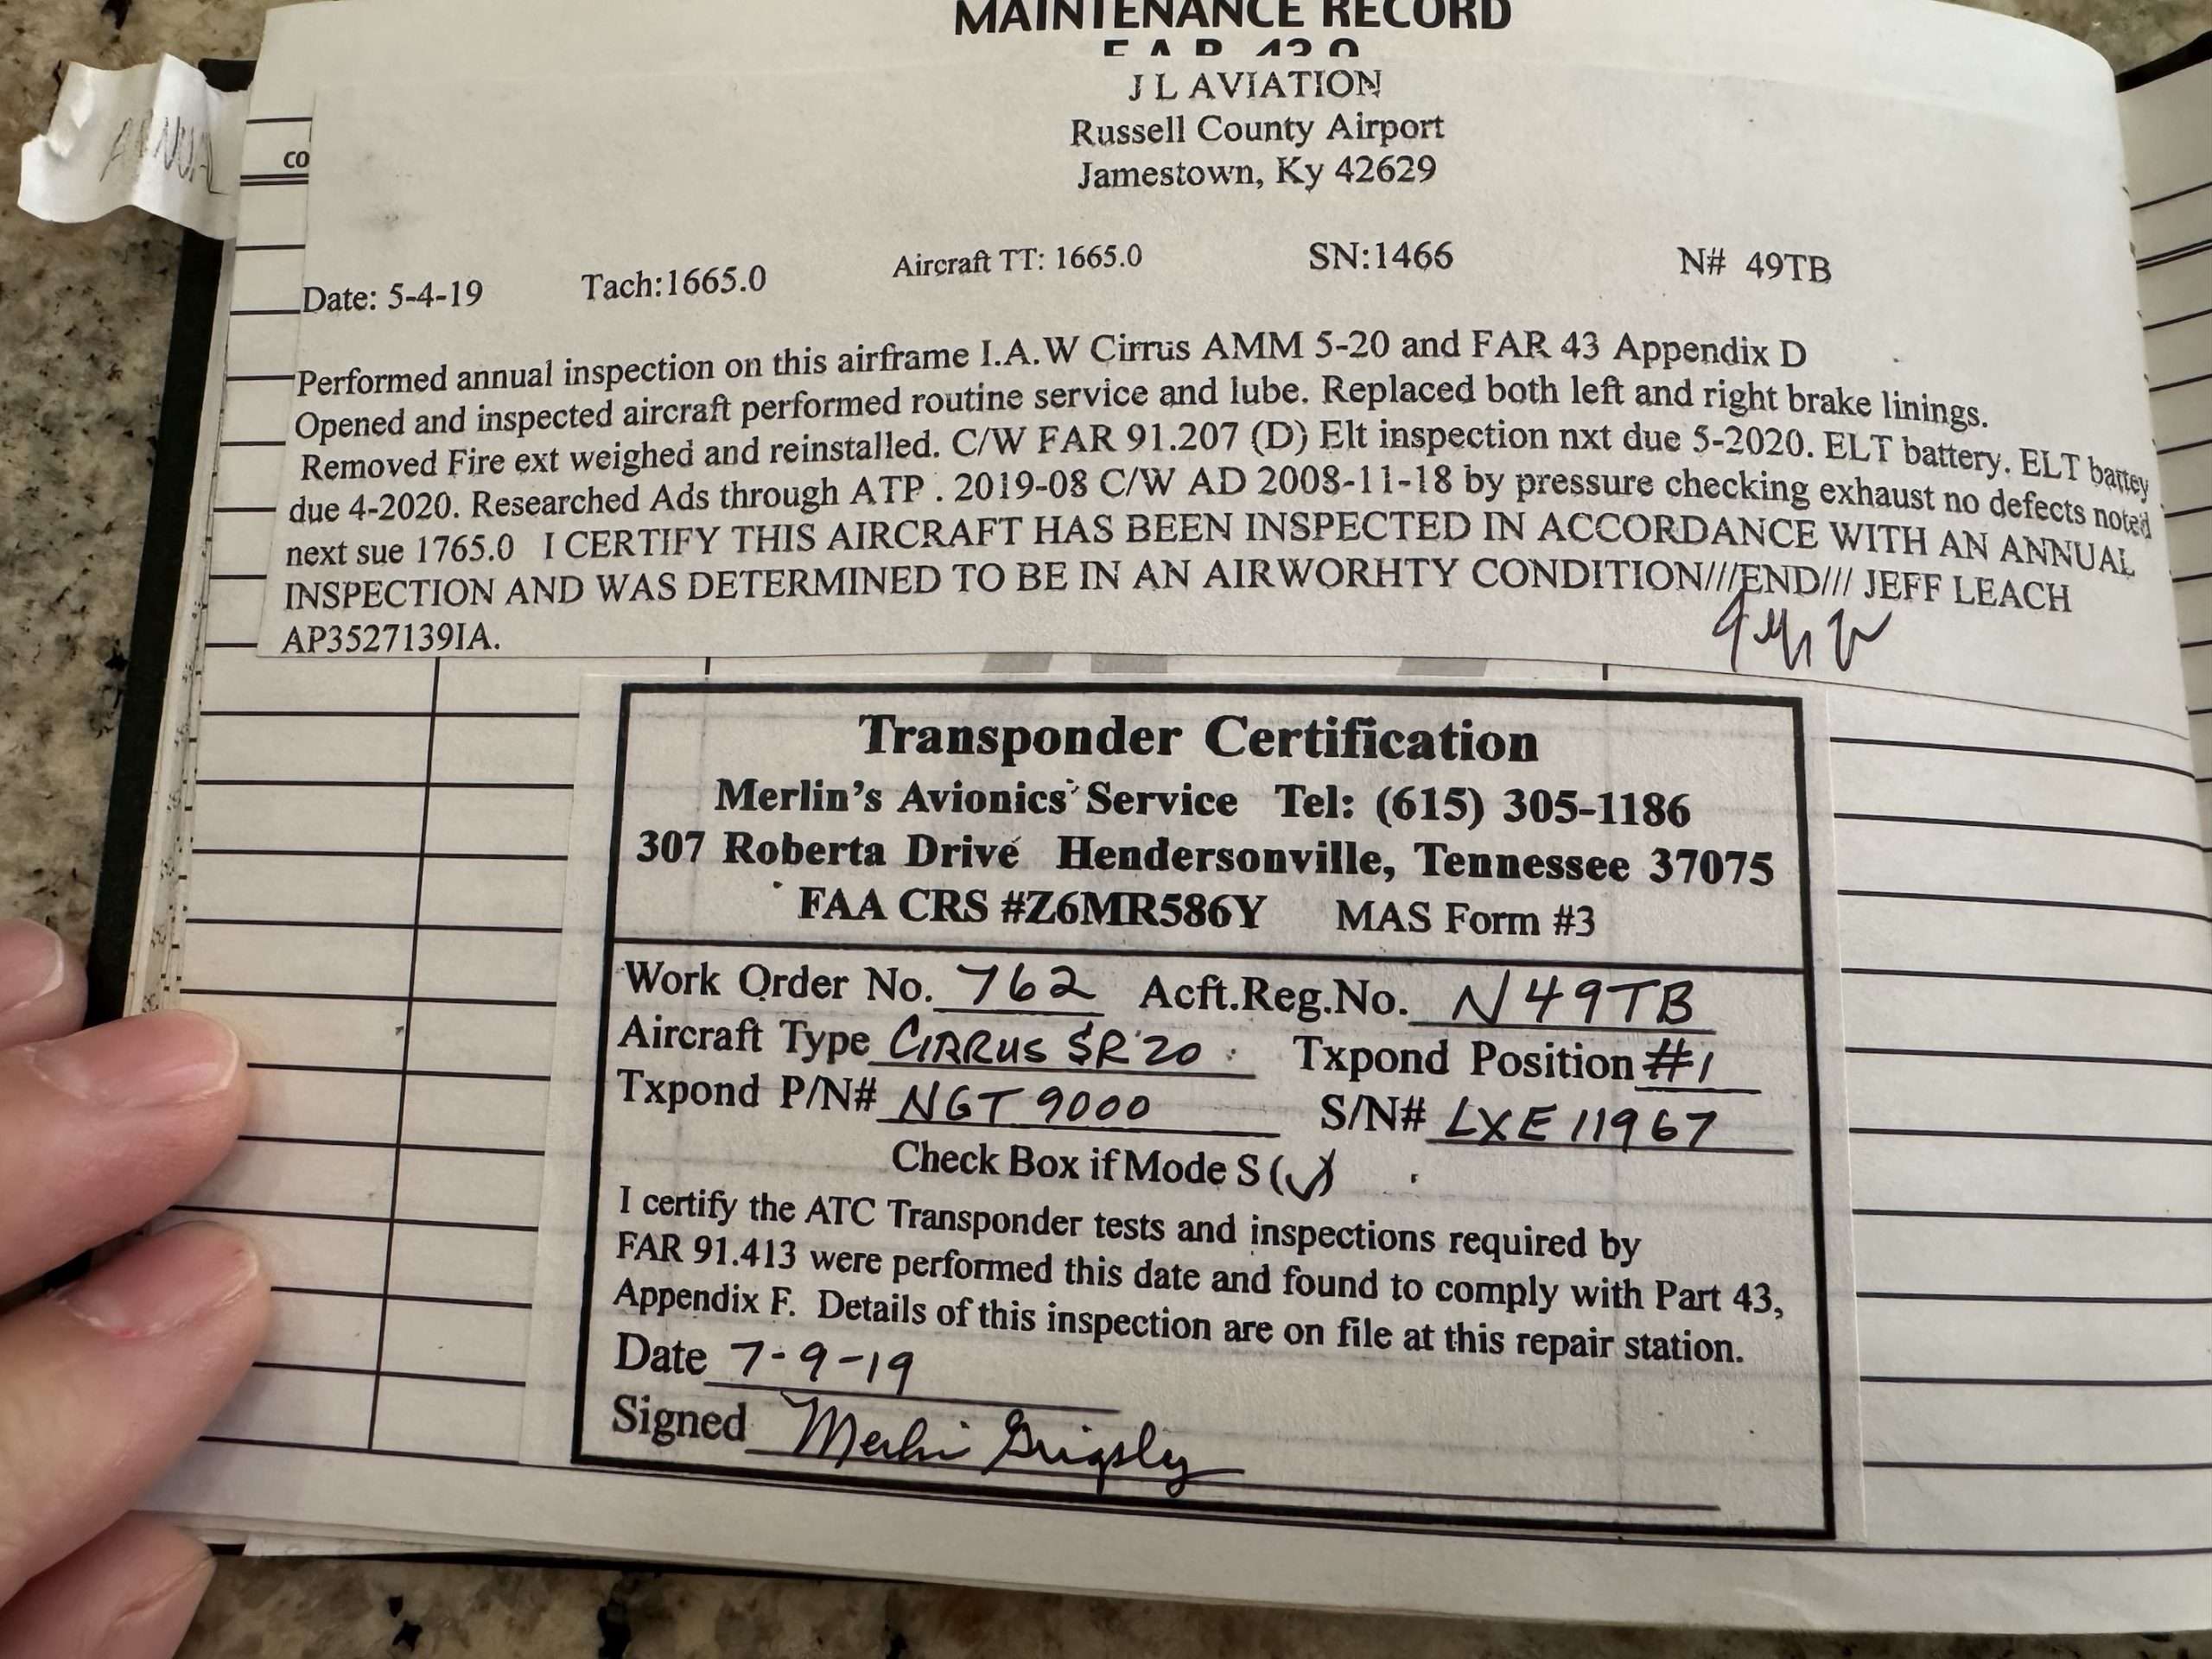 MAINTENANCE RECORD
F A R 43.9
J L AVIATION
Russell County Airport
Jamestown, Ky 42629
ANNUAL
CO
Date: 5-4-19 Tach:1665.0 Aircraft TT: 1665.0 SN:1466 N# 49TB
Performed annual inspection on this airframe I.A.W Cirrus AMM 5-20 and FAR 43 Appendix D
Opened and inspected aircraft performed routine service and lube. Replaced both left and right brake linings.
Removed Fire ext weighed and reinstalled. C/W FAR 91.207 (D) Elt inspection nxt due 5-2020. ELT battery. ELT battey
due 4-2020. Researched Ads through ATP . 2019-08 C/W AD 2008-11-18 by pressure checking exhaust no defects noted
next sue 1765.0 I CERTIFY THIS AIRCRAFT HAS BEEN INSPECTED IN ACCORDANCE WITH AN ANNUAL
INSPECTION AND WAS DETERMINED TO BE IN AN AIRWORHTY CONDITION///END/// JEFF LEACH
AP3527139IA.
Transponder Certification
Merlin's Avionics Service Tel: (615) 305-1186
307 Roberta Drive Hendersonville, Tennessee 37075
FAA CRS #Z6MR586Y MAS Form #3
Work Order No. 762 Acft.Reg.No. N49TB
Aircraft Type CIRRUS SR20 Txpond Position #1
Txpond P/N# NGT 9000 S/N# LXE11967
Check Box if Mode S (✓)
I certify the ATC Transponder tests and inspections required by
FAR 91.413 were performed this date and found to comply with Part 43,
Appendix F. Details of this inspection are on file at this repair station.
Date 7-9-19
Signed Merlin Grigsby